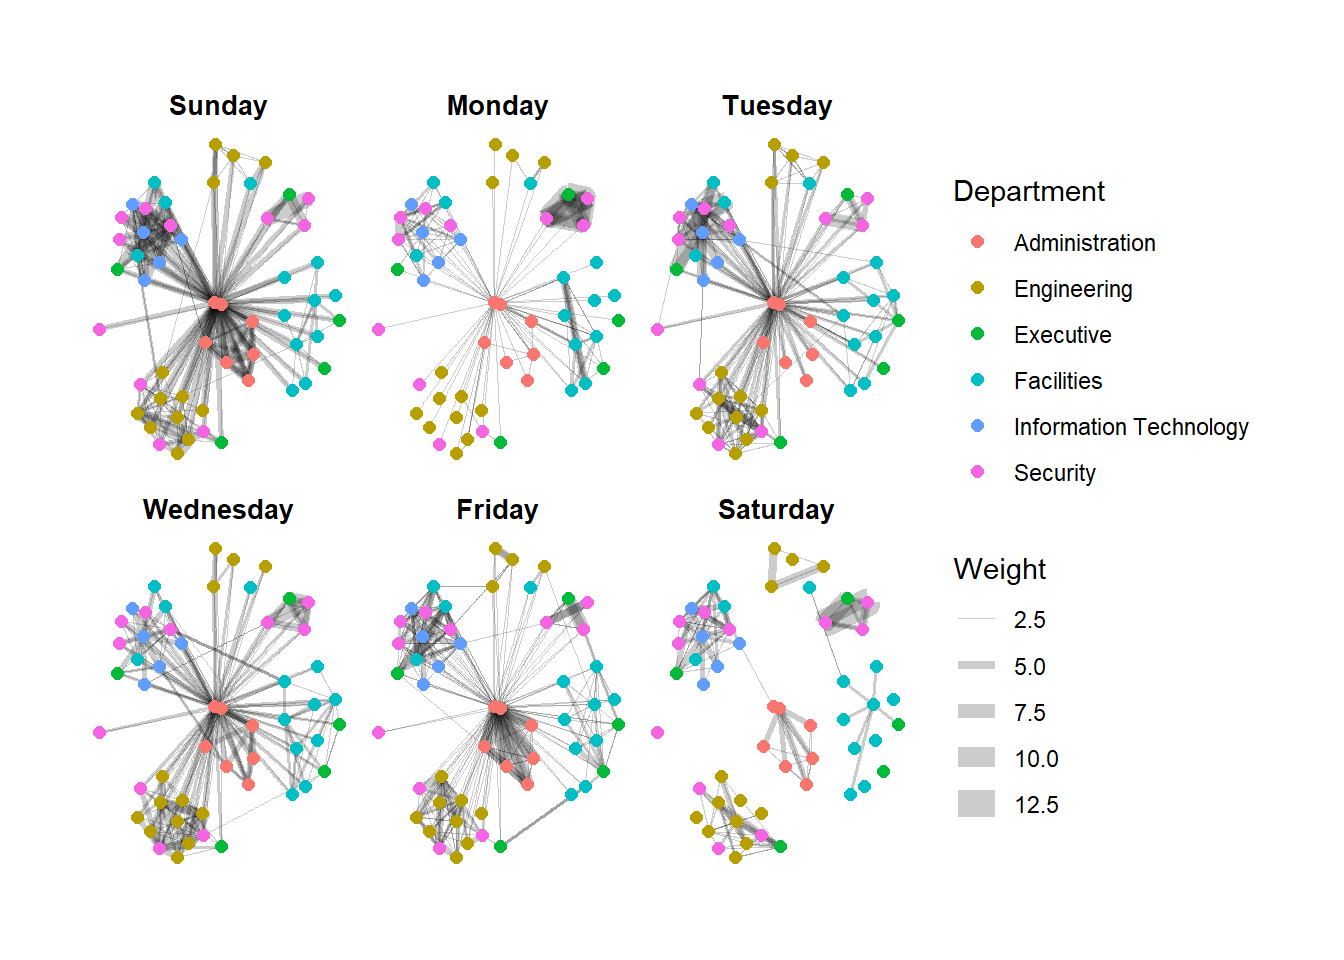 Sunday
Monday
Tuesday
Wednesday
Friday
Saturday
Department
Administration
Engineering
Executive
Facilities
Information Technology
Security
Weight
2.5
5.0
7.5
10.0
12.5